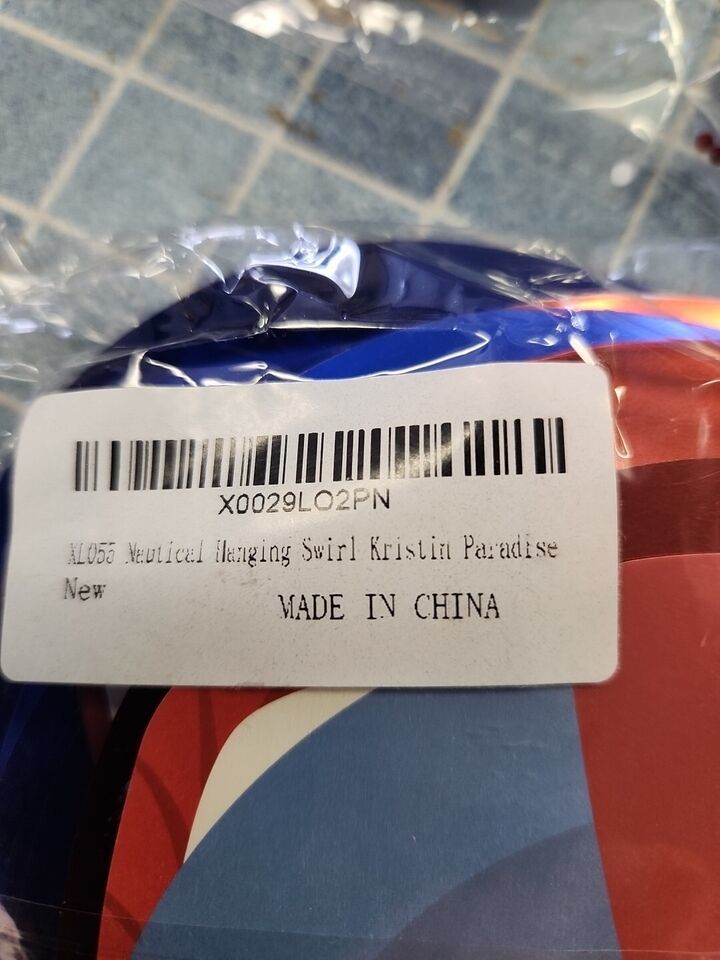 X0029LO2PN
XL055 Nautical Hanging Swirl Kristin Paradise
New
MADE IN CHINA